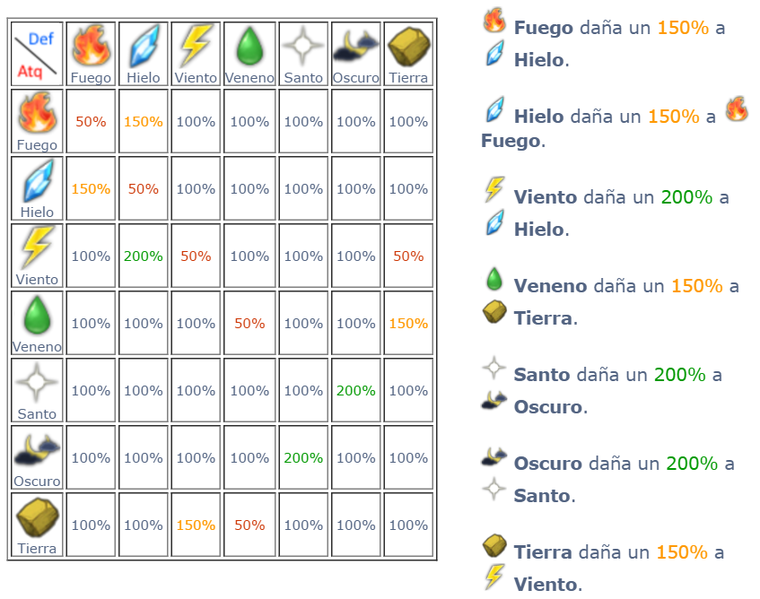 Def
Atq
Fuego Hielo Viento Veneno Santo Oscuro Tierra
Fuego 50% 150% 100% 100% 100% 100% 100%
Hielo 150% 50% 100% 100% 100% 100% 100%
Viento 100% 200% 50% 100% 100% 100% 50%
Veneno 100% 100% 100% 50% 100% 100% 150%
Santo 100% 100% 100% 100% 100% 200% 100%
Oscuro 100% 100% 100% 100% 200% 100% 100%
Tierra 100% 100% 150% 50% 100% 100% 100%
Fuego daña un 150% a
Hielo.
Hielo daña un 150% a
Fuego.
Viento daña un 200% a
Hielo.
Veneno daña un 150% a
Tierra.
Santo daña un 200% a
Oscuro.
Oscuro daña un 200% a
Santo.
Tierra daña un 150% a
Viento.